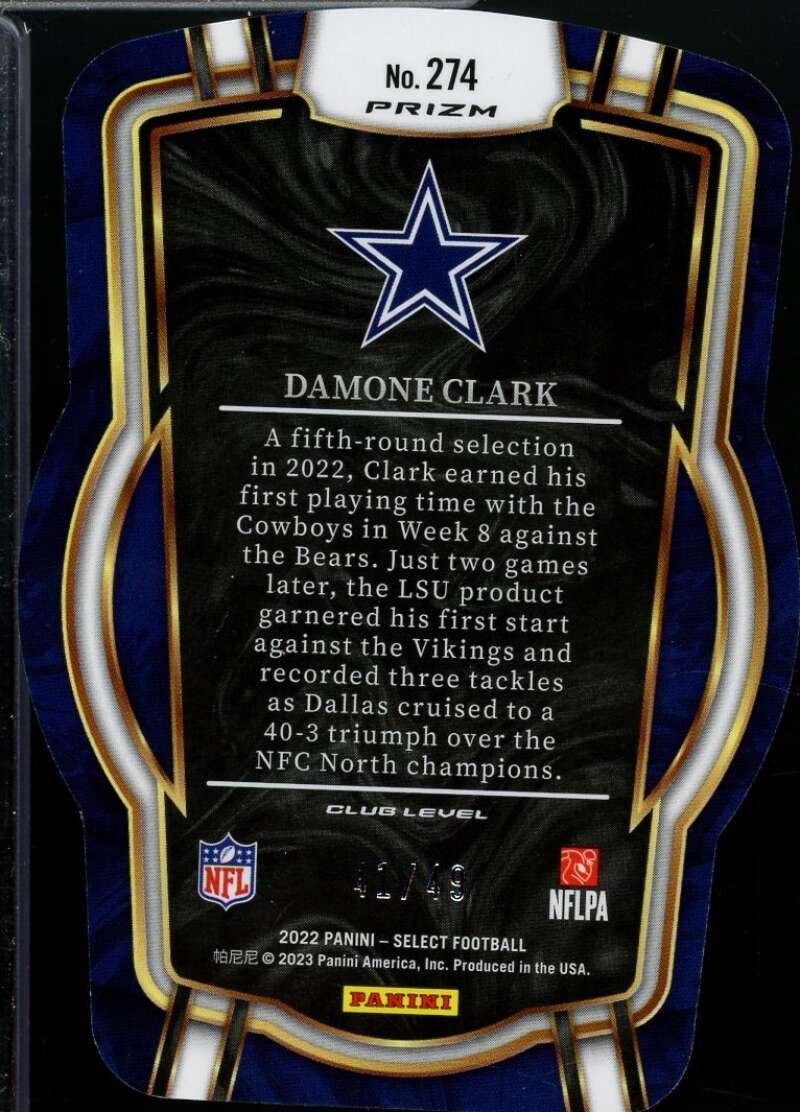 No. 274
PRIZM
DAMONE CLARK
A fifth-round selection
in 2022, Clark earned his
first playing time with the
Cowboys in Week 8 against
the Bears. Just two games
later, the LSU product
garnered his first start
against the Vikings and
recorded three tackles
as Dallas cruised to a
40-3 triumph over the
NFC North champions.
CLUB LEVEL
NFL
41/49
NFLPA
2022 PANINI – SELECT FOOTBALL
帕尼尼 © 2023 Panini America, Inc. Produced in the USA.
PANINI